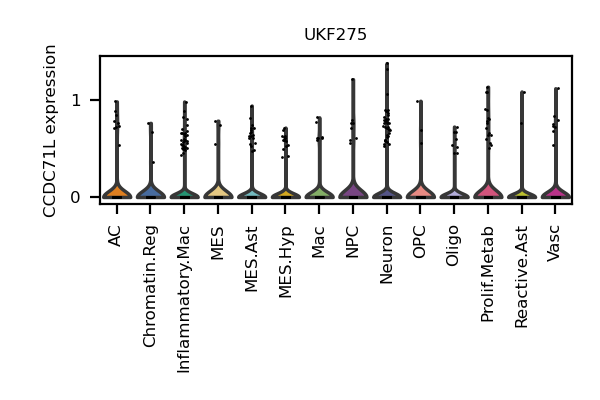 UKF275
CCDC71L expression
1
0
AC
Chromatin.Reg
Inflammatory.Mac
MES
MES.Ast
MES.Hyp
Mac
NPC
Neuron
OPC
Oligo
Prolif.Metab
Reactive.Ast
Vasc